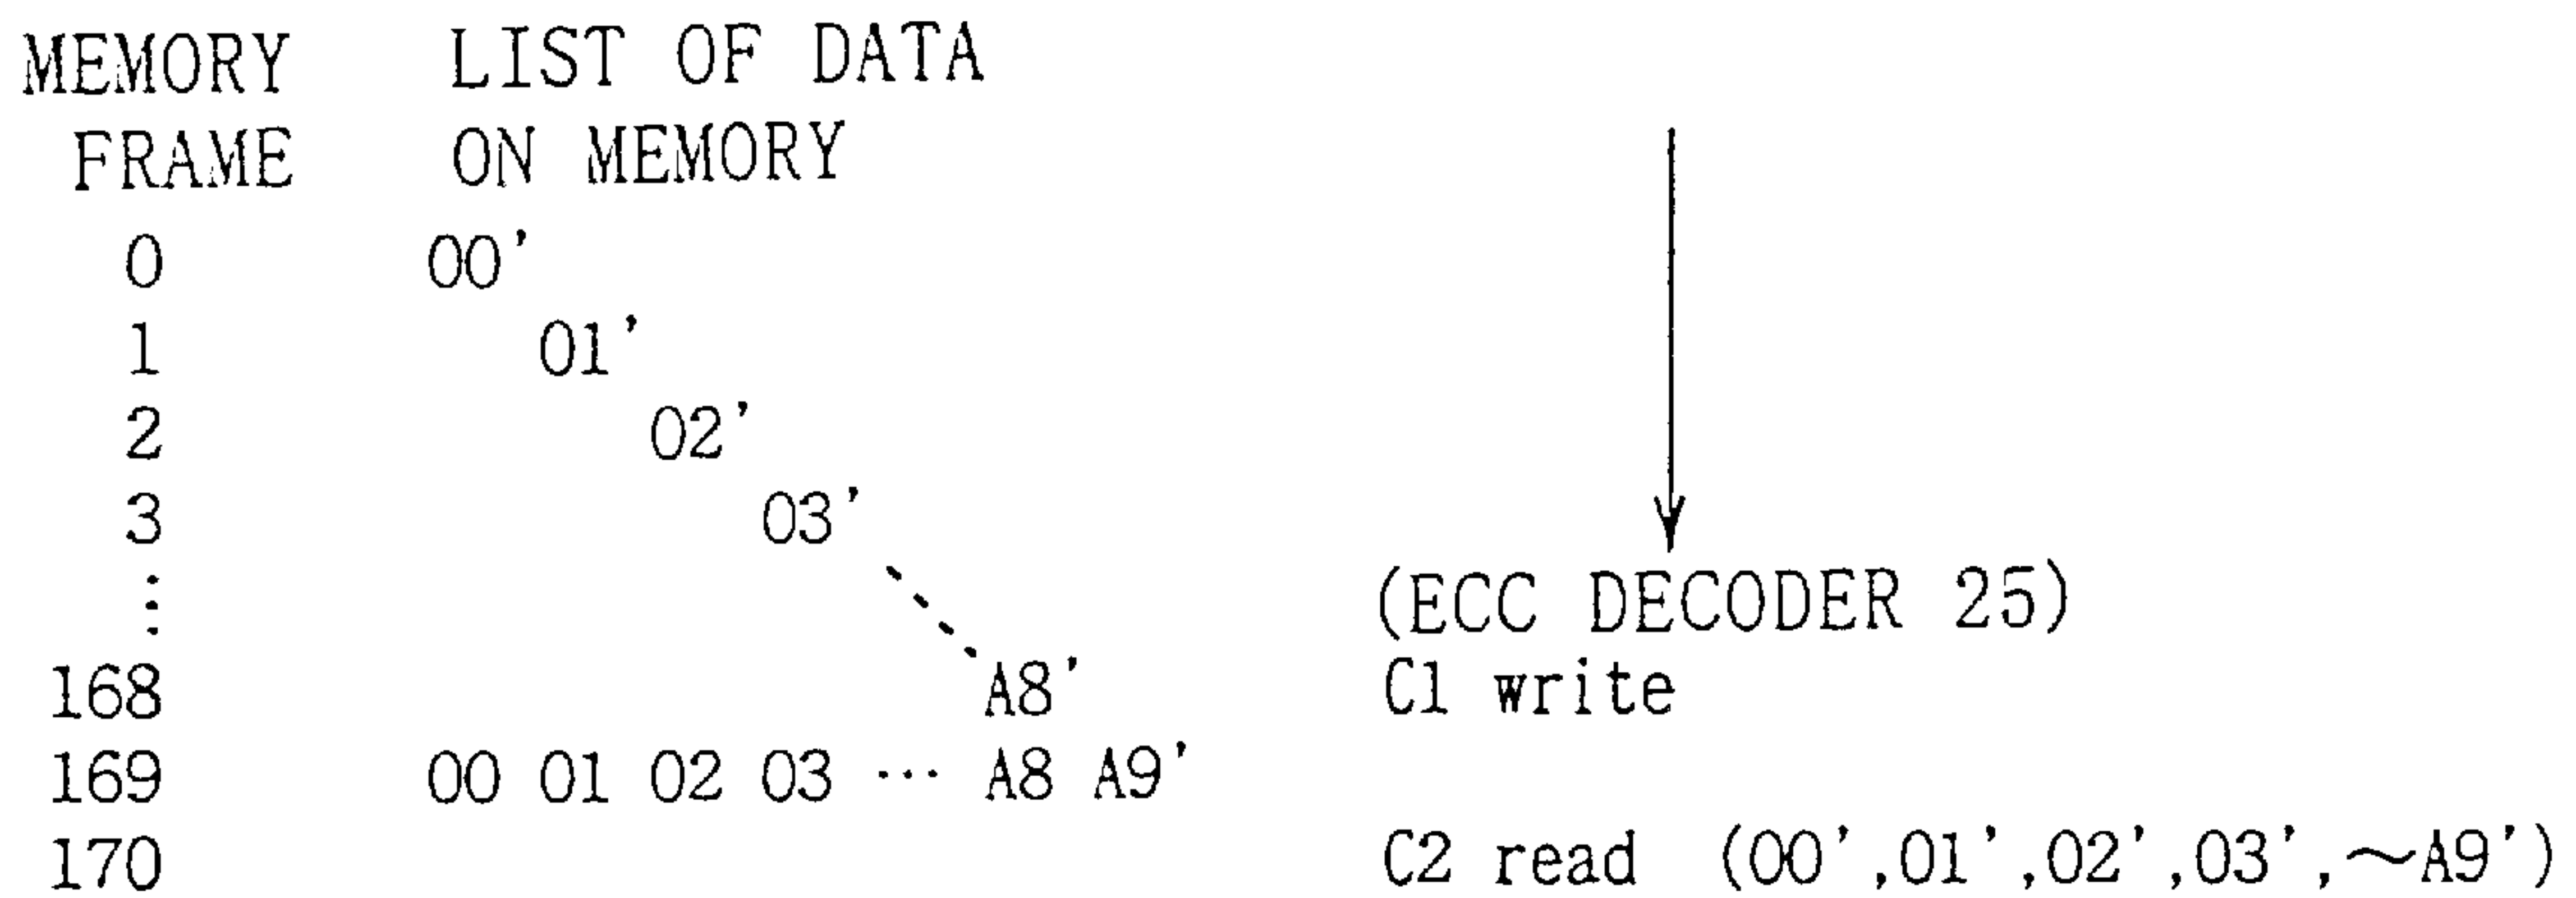 MEMORY LIST OF DATA
FRAME ON MEMORY
0 00'
1 01'
2 02'
3 03'
⋮ (ECC DECODER 25)
168 A8' C1 write
169 00 01 02 03 ··· A8 A9'
170 C2 read (00',01',02',03',~A9')